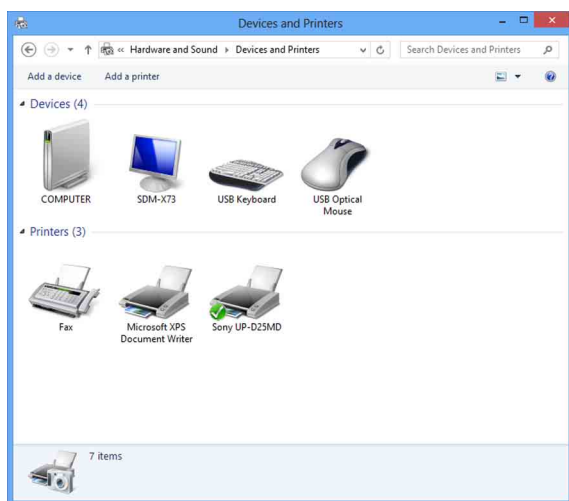 Devices and Printers
« Hardware and Sound ▸ Devices and Printers
Search Devices and Printers
Add a device
Add a printer
Devices (4)
COMPUTER
SDM-X73
USB Keyboard
USB Optical
Mouse
Printers (3)
Fax
Microsoft XPS
Document Writer
Sony UP-D25MD
7 items